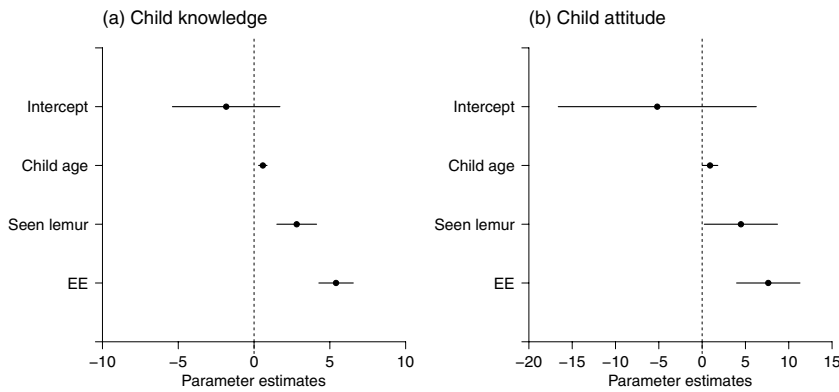 (a) Child knowledge
Intercept
Child age
Seen lemur
EE
−10 −5 0 5 10
Parameter estimates
(b) Child attitude
Intercept
Child age
Seen lemur
EE
−20 −15 −10 −5 0 5 10 15
Parameter estimates